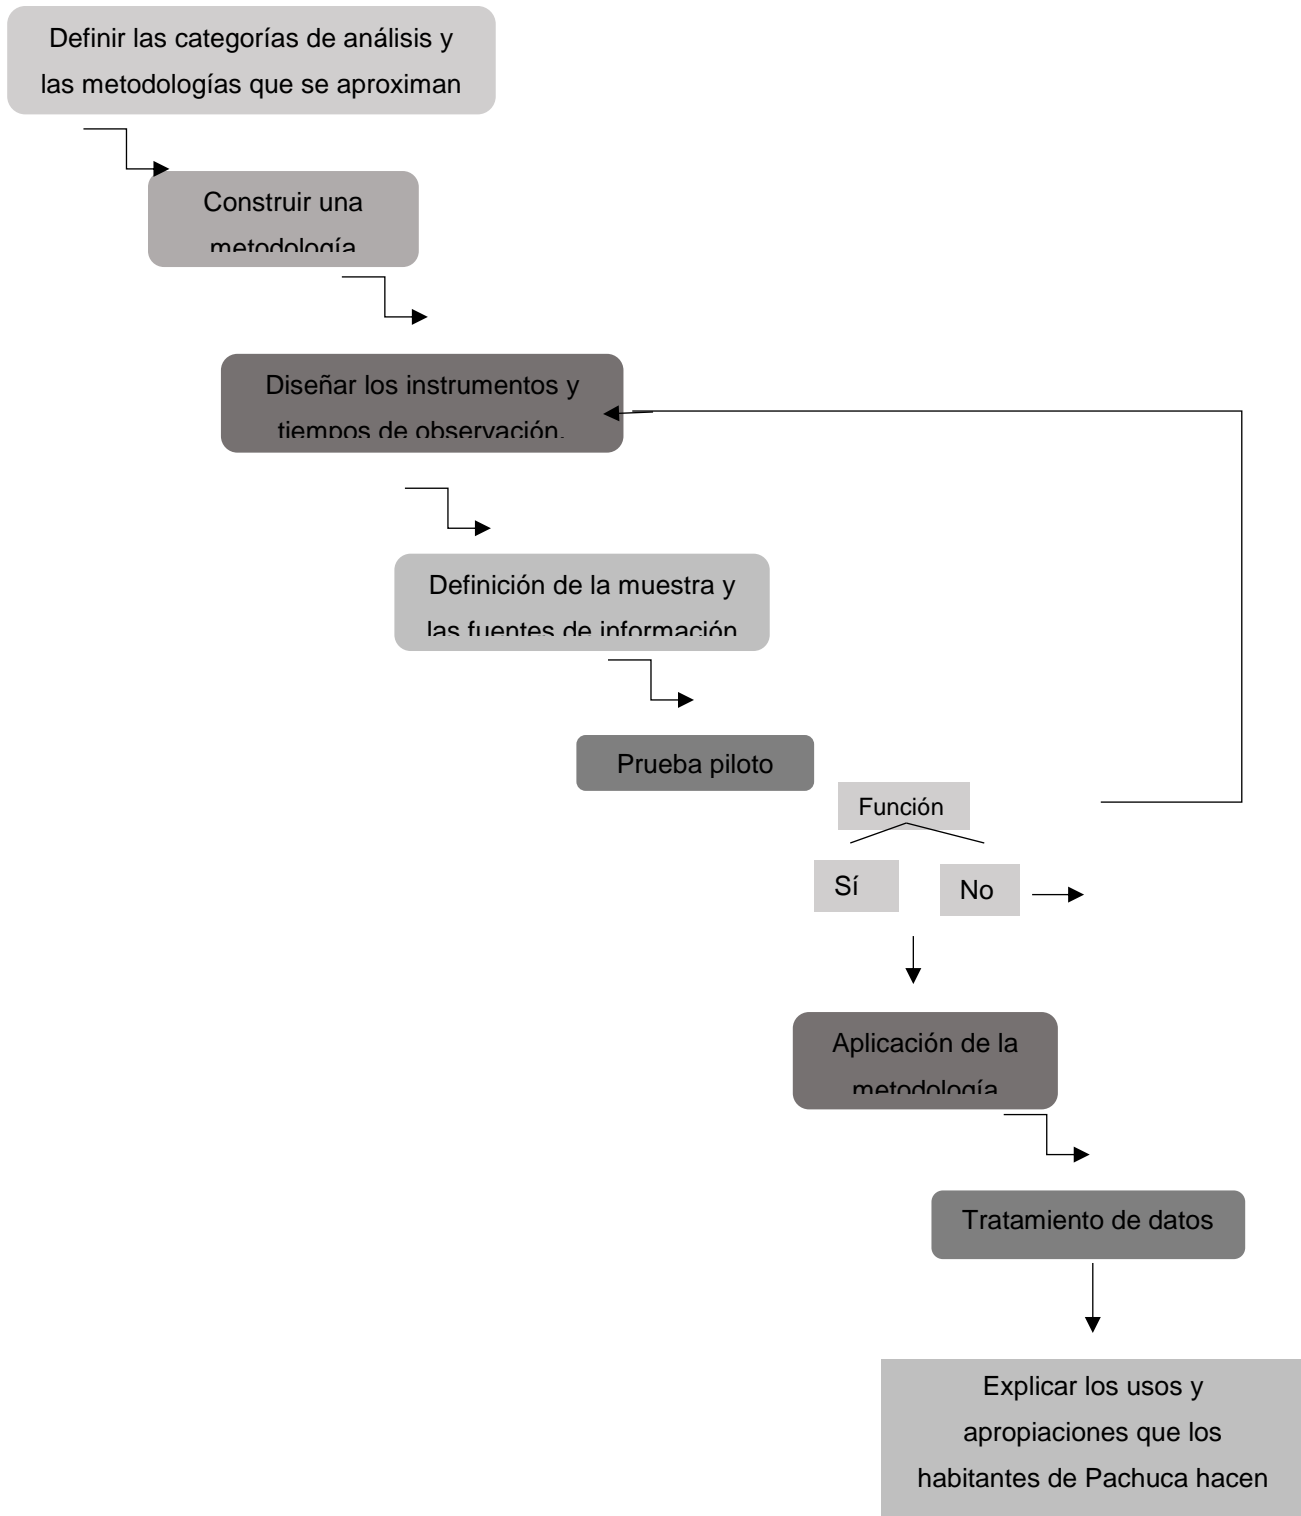 Definir las categorías de análisis y
las metodologías que se aproximan
Construir una
metodología
Diseñar los instrumentos y
tiempos de observación.
Definición de la muestra y
las fuentes de información
Prueba piloto
Función
Sí
No
Aplicación de la
metodología
Tratamiento de datos
Explicar los usos y
apropiaciones que los
habitantes de Pachuca hacen